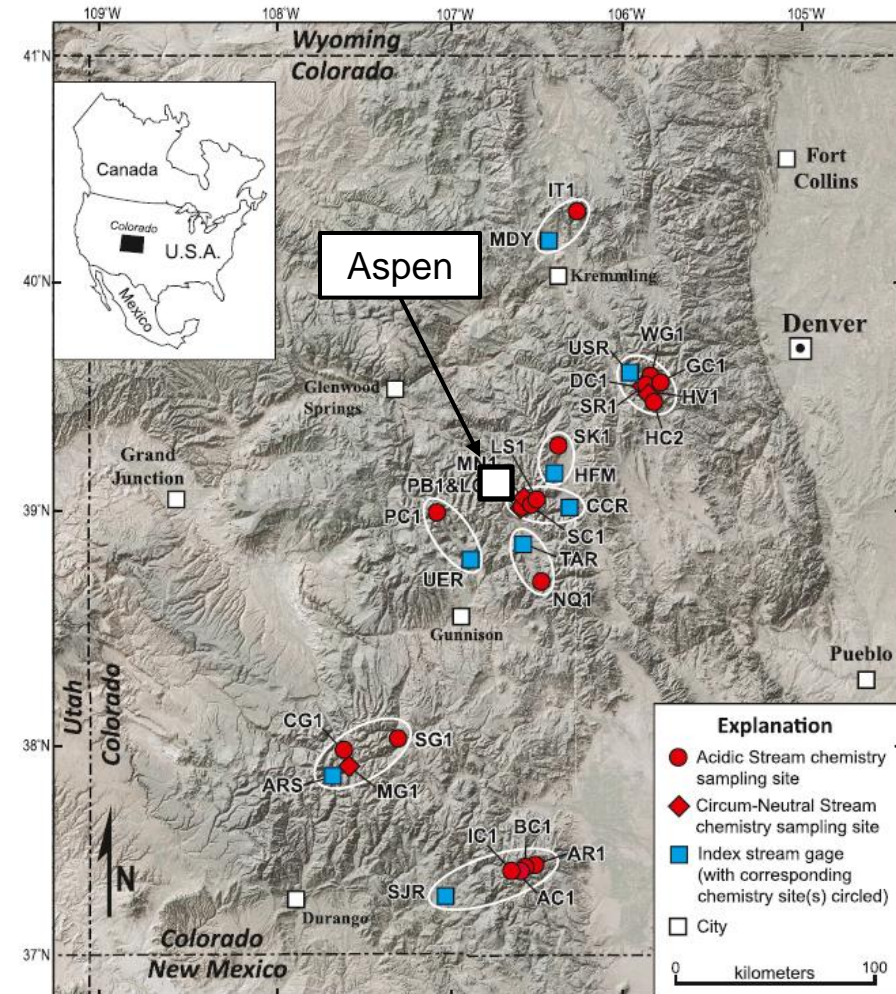 109°W
108°W
107°W
106°W
105°W
41°N
Wyoming
Colorado
Canada
Colorado
U.S.A.
Mexico
Fort
Collins
IT1
MDY
40°N
Aspen
Kremmling
Denver
WG1
USR
GC1
DC1
HV1
SR1
HC2
Glenwood
Springs
LS1
SK1
MN1
HFM
Grand
Junction
39°N
PB1&LG
CCR
PC1
SC1
TAR
UER
NQ1
Gunnison
Pueblo
Utah
Colorado
38°N
CG1
SG1
ARS
MG1
IC1
BC1
AR1
AC1
SJR
N
Durango
37°N
Colorado
New Mexico
Explanation
Acidic Stream chemistry
sampling site
Circum-Neutral Stream
chemistry sampling site
Index stream gage
(with corresponding
chemistry site(s) circled)
City
0
kilometers
100